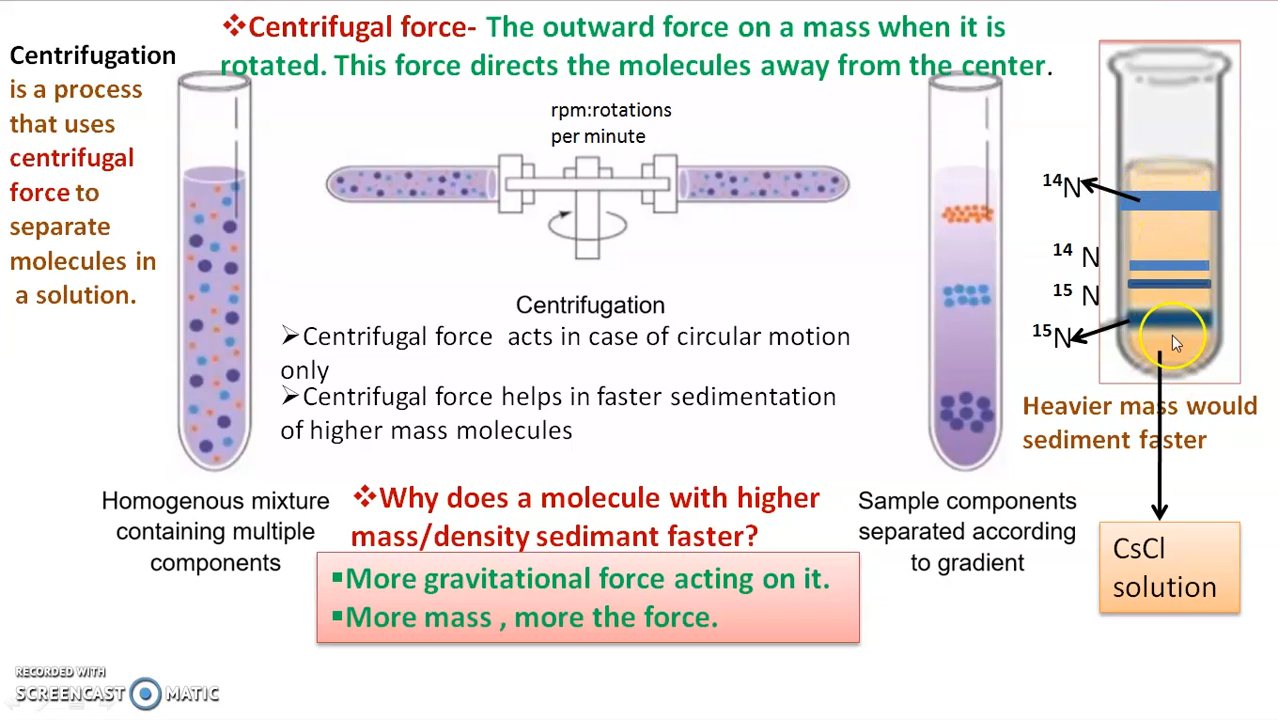 ❖Centrifugal force- The outward force on a mass when it is
rotated. This force directs the molecules away from the center.
Centrifugation
is a process
that uses
centrifugal
force to
separate
molecules in
a solution.
rpm:rotations
per minute
Centrifugation
➢Centrifugal force acts in case of circular motion
only
➢Centrifugal force helps in faster sedimentation
of higher mass molecules
14N
14 N
15 N
15N
Heavier mass would
sediment faster
Homogenous mixture
containing multiple
components
❖Why does a molecule with higher
mass/density sedimant faster?
▪More gravitational force acting on it.
▪More mass , more the force.
Sample components
separated according
to gradient
CsCl
solution
RECORDED WITH
SCREENCAST MATIC